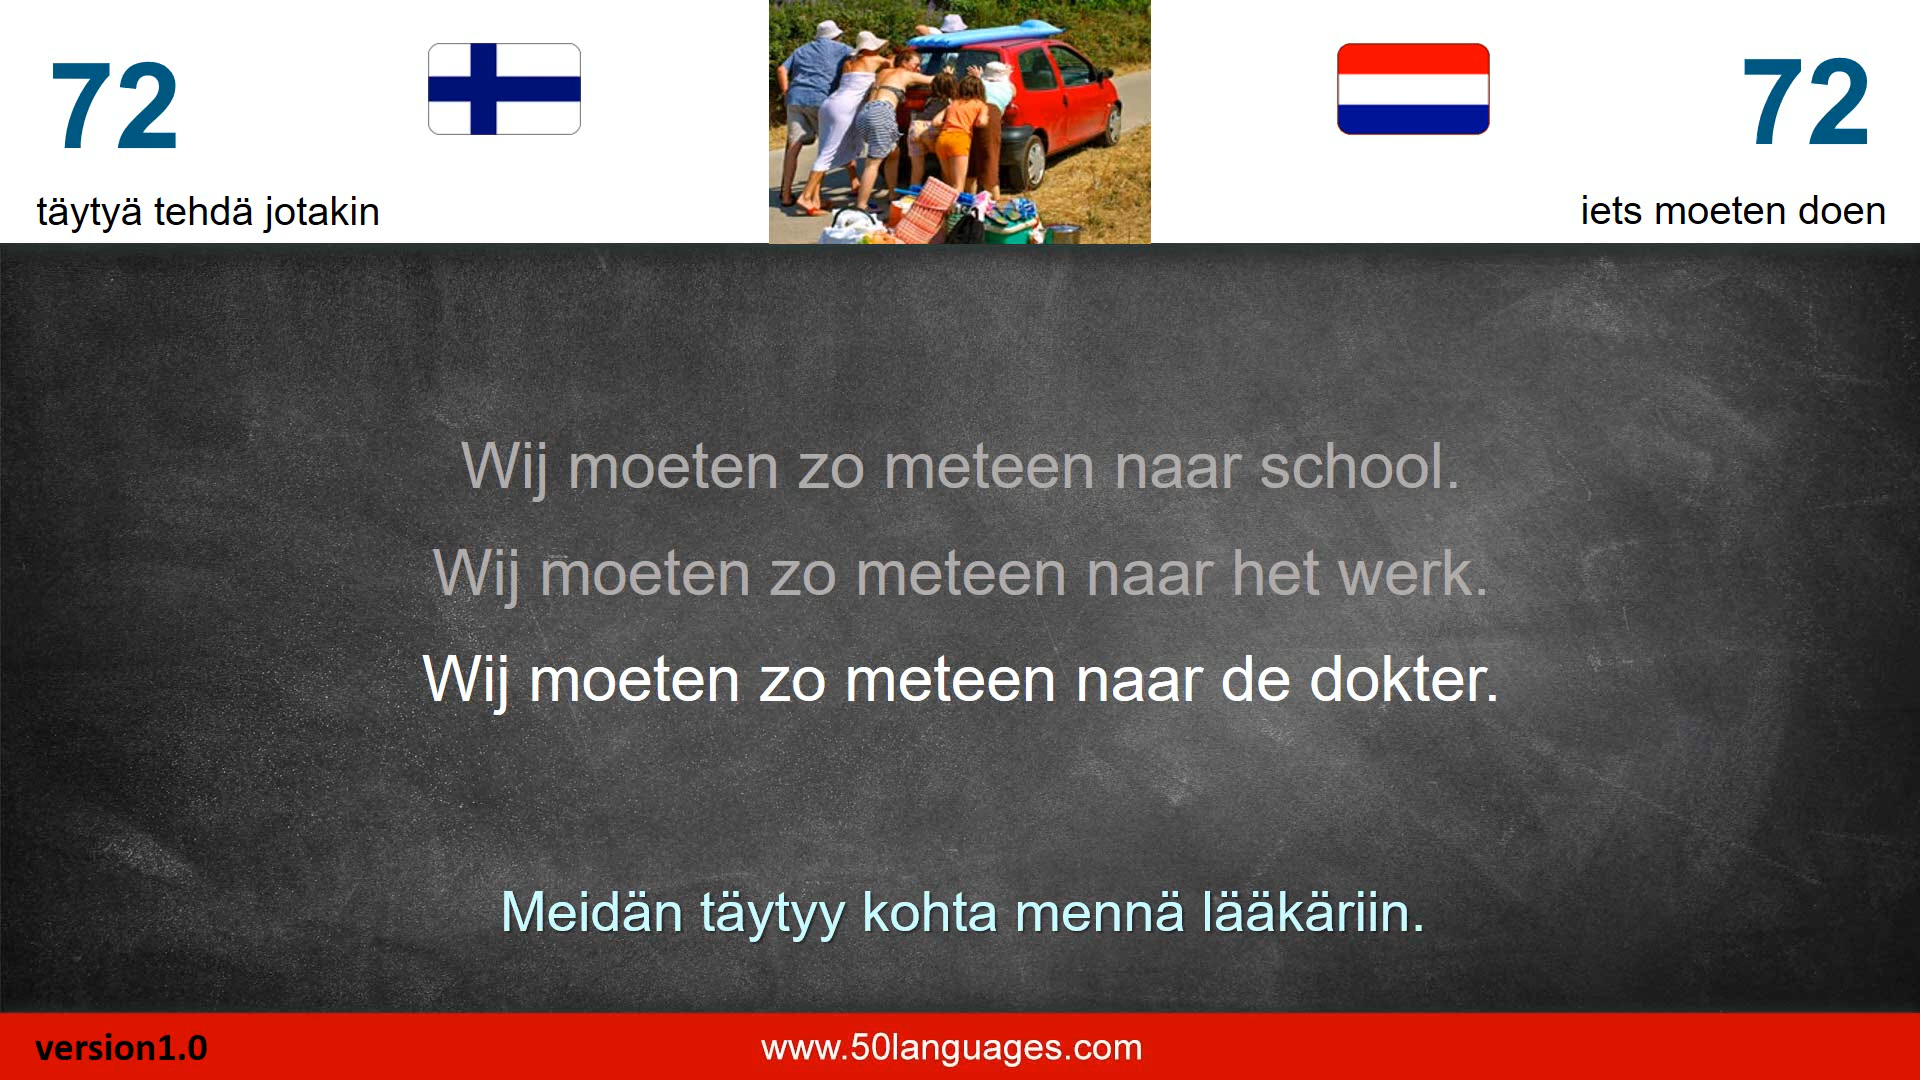 72
72
täytyä tehdä jotakin
iets moeten doen
Wij moeten zo meteen naar school.
Wij moeten zo meteen naar het werk.
Wij moeten zo meteen naar de dokter.
Meidän täytyy kohta mennä lääkäriin.
version1.0
www.50languages.com